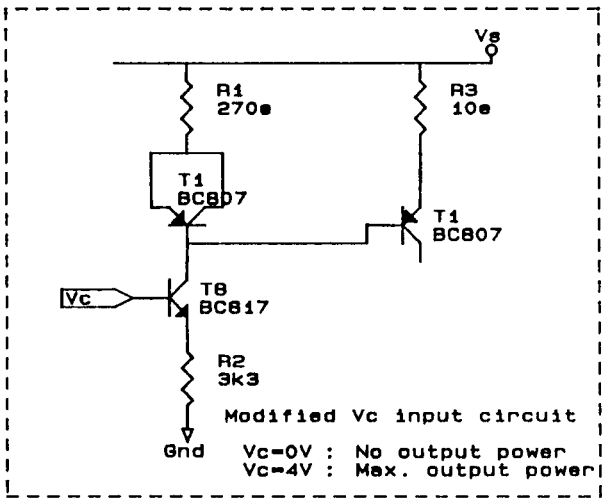 Vs
R1
270e
R3
10e
T1
BC807
T1
BC807
Vc
T8
BC817
R2
3k3
Modified Vc input circuit
Gnd
Vc=0V : No output power
Vc=4V : Max. output power